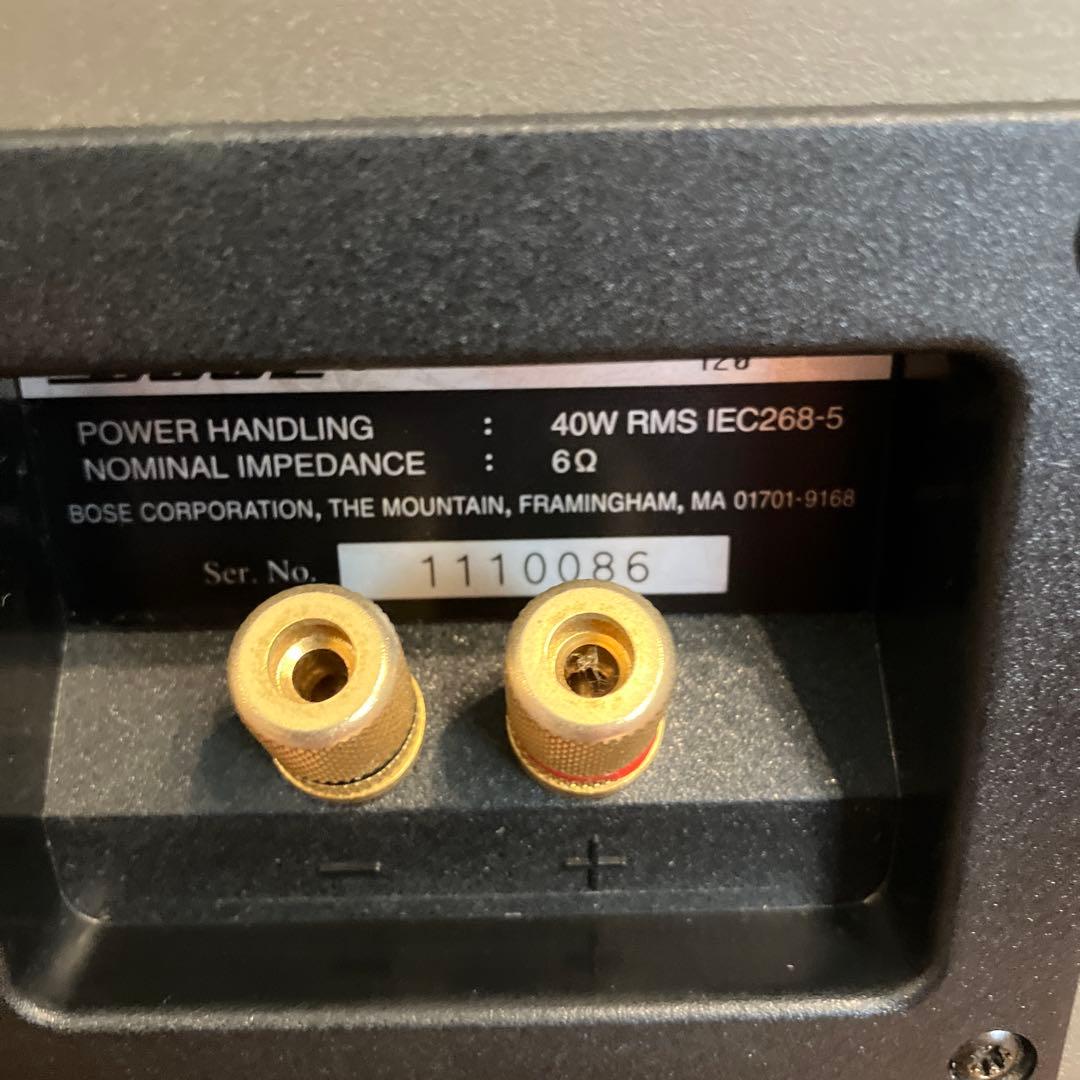 120
POWER HANDLING : 40W RMS IEC268-5
NOMINAL IMPEDANCE : 6Ω
BOSE CORPORATION, THE MOUNTAIN, FRAMINGHAM, MA 01701-9168
Ser. No. 1110086
− +